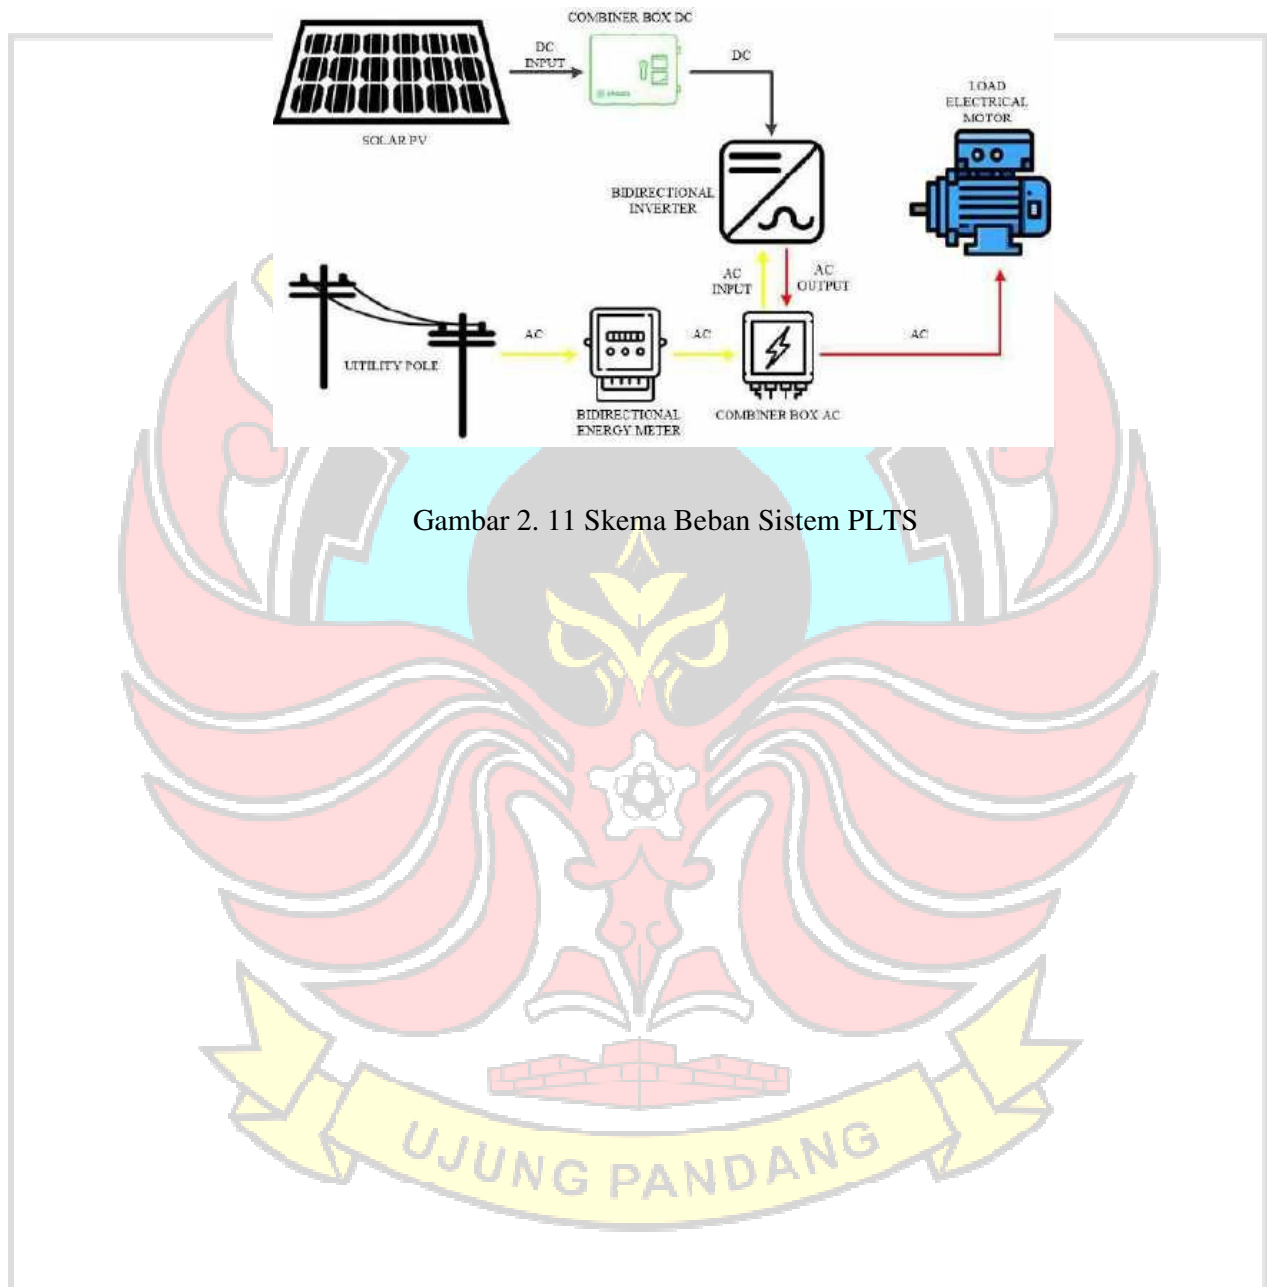 COMBINER BOX DC
DC
INPUT
DC
SOLAR PV
LOAD
ELECTRICAL
MOTOR
BIDIRECTIONAL
INVERTER
AC
INPUT
AC
OUTPUT
AC
AC
AC
UITILITY POLE
BIDIRECTIONAL
ENERGY METER
COMBINER BOX AC
Gambar 2. 11 Skema Beban Sistem PLTS
UJUNG PANDANG